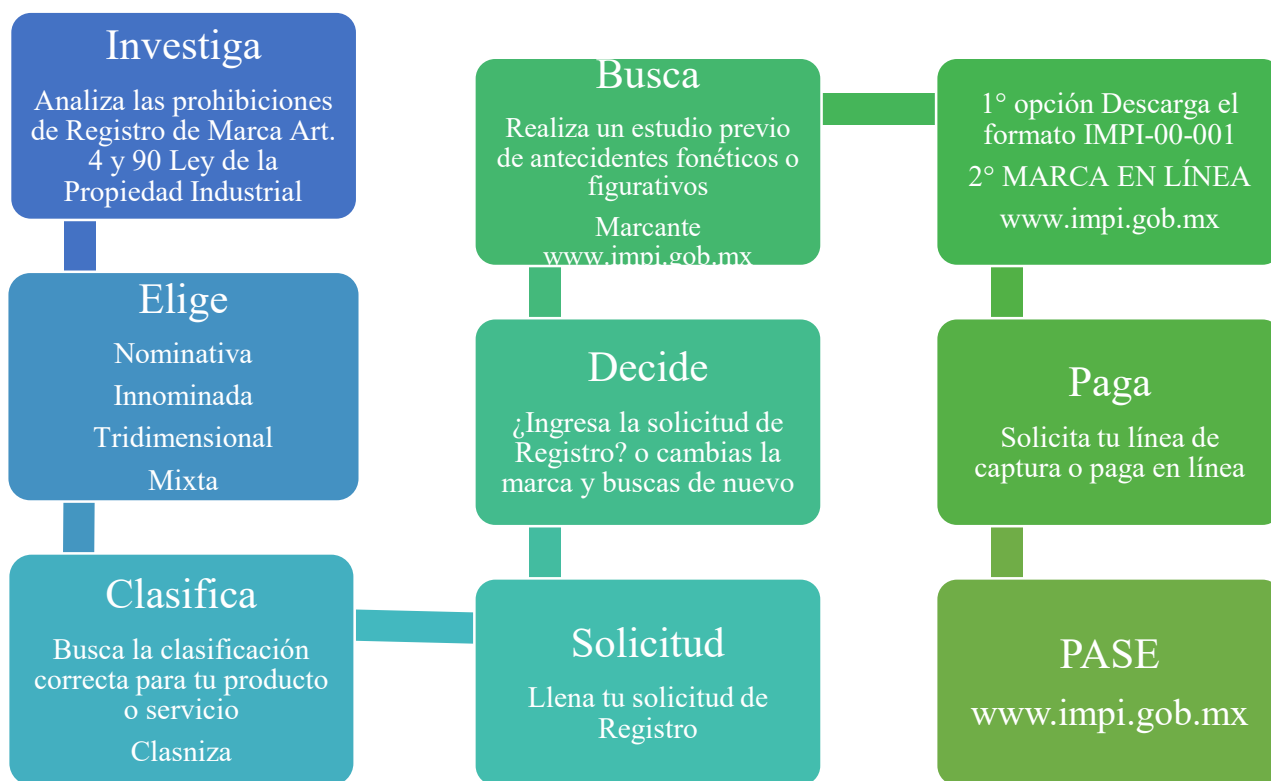 Investiga
Analiza las prohibiciones
de Registro de Marca Art.
4 y 90 Ley de la
Propiedad Industrial
Elige
Nominativa
Innominada
Tridimensional
Mixta
Clasifica
Busca la clasificación
correcta para tu producto
o servicio
Clasniza
Solicitud
Llena tu solicitud de
Registro
Decide
¿Ingresa la solicitud de
Registro? o cambias la
marca y buscas de nuevo
Busca
Realiza un estudio previo
de antecidentes fonéticos o
figurativos
Marcante
www.impi.gob.mx
1° opción Descarga el
formato IMPI-00-001
2° MARCA EN LÍNEA
www.impi.gob.mx
Paga
Solicita tu línea de
captura o paga en línea
PASE
www.impi.gob.mx